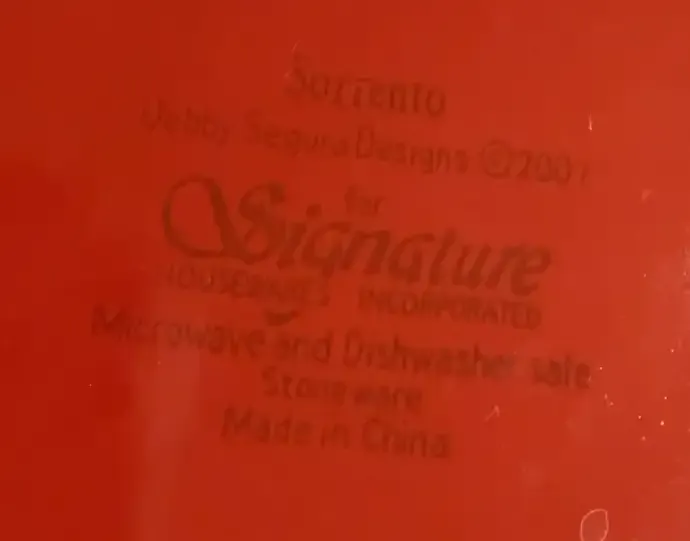 Sorrento
Debby Segura Designs ©2001
for
Signature
HOUSEWARES INCORPORATED
Microwave and Dishwasher safe
Stoneware
Made in China